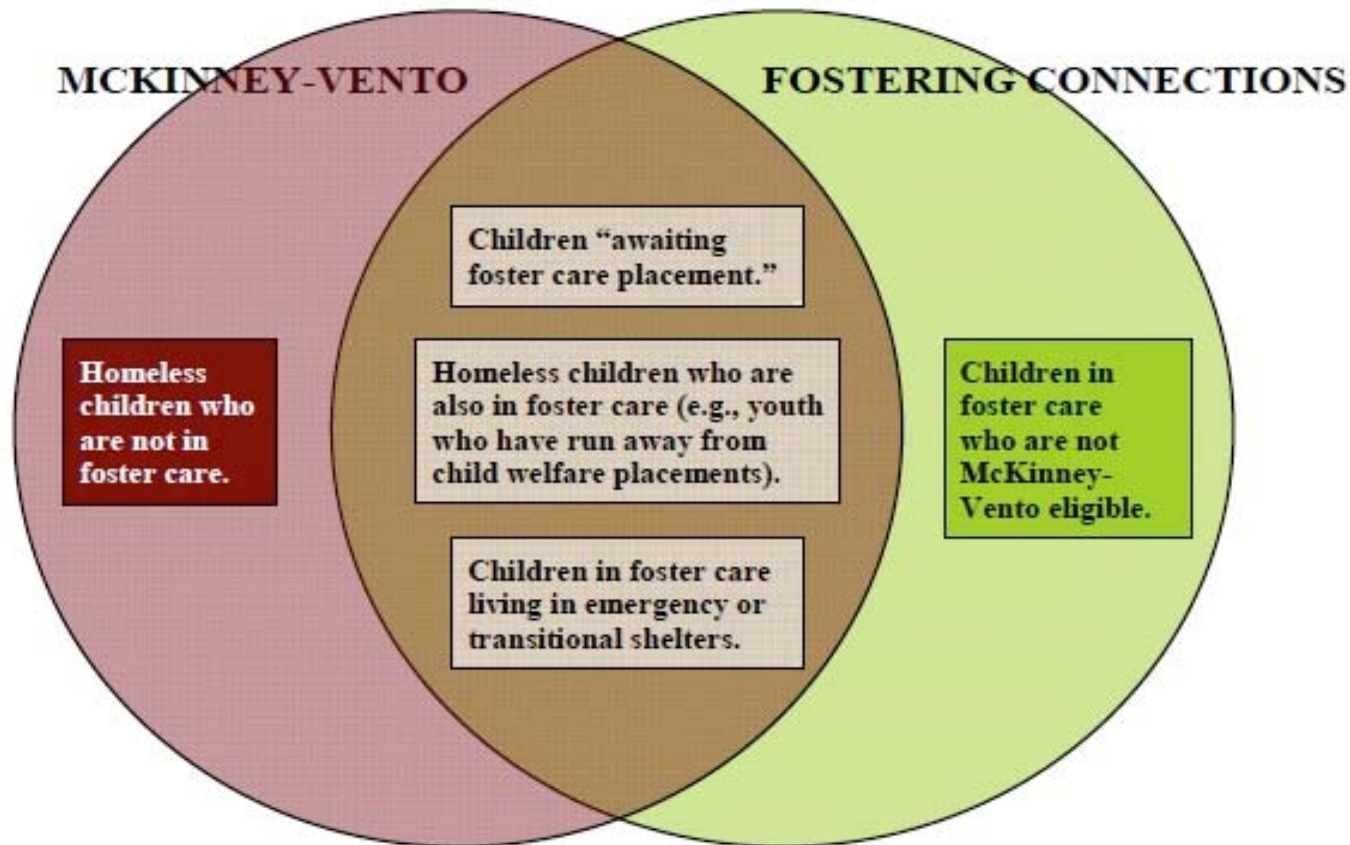 MCKINNEY-VENTO
FOSTERING CONNECTIONS
Homeless
children who
are not in
foster care.
Children “awaiting
foster care placement.”
Homeless children who are
also in foster care (e.g., youth
who have run away from
child welfare placements).
Children in foster care
living in emergency or
transitional shelters.
Children in
foster care
who are not
McKinney-
Vento eligible.